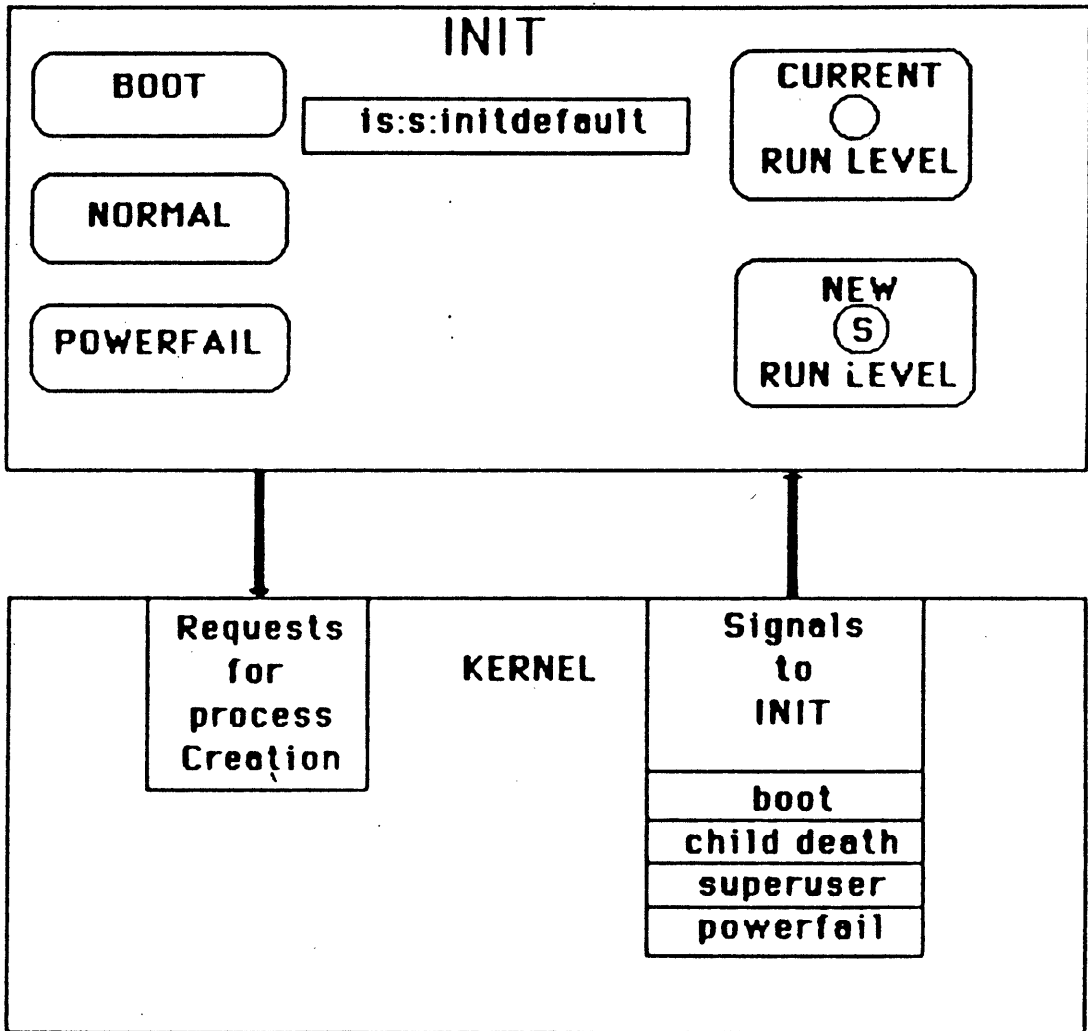 INIT
BOOT
is:s:initdefault
CURRENT
RUN LEVEL
NORMAL
NEW
S
RUN LEVEL
POWERFAIL
Requests
for
process
Creation
KERNEL
Signals
to
INIT
boot
child death
superuser
powerfail